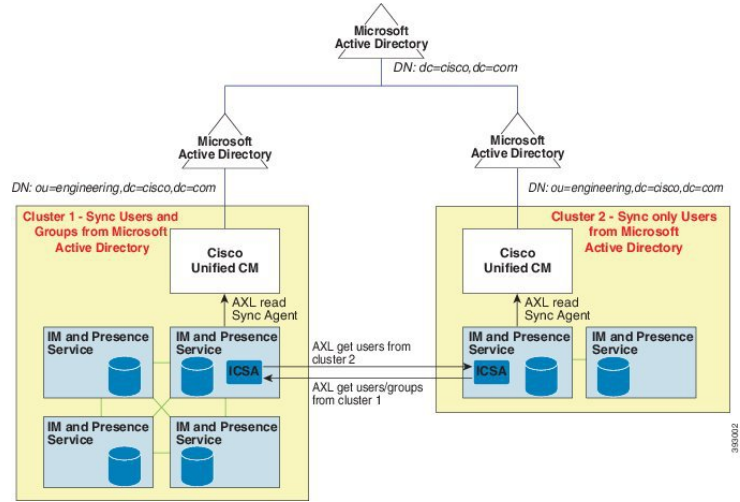 Microsoft
Active Directory
DN: dc=cisco,dc=com
Microsoft
Active Directory
Microsoft
Active Directory
DN: ou=engineering,dc=cisco,dc=com
DN: ou=engineering,dc=cisco,dc=com
Cluster 1 - Sync Users and
Groups from Microsoft
Active Directory
Cisco
Unified CM
AXL read
Sync Agent
IM and Presence
Service
IM and Presence
Service
ICSA
IM and Presence
Service
IM and Presence
Service
AXL get users from
cluster 2
AXL get users/groups
from cluster 1
Cluster 2 - Sync only Users
from Microsoft
Active Directory
Cisco
Unified CM
AXL read
Sync Agent
IM and Presence
Service
ICSA
IM and Presence
Service
393002